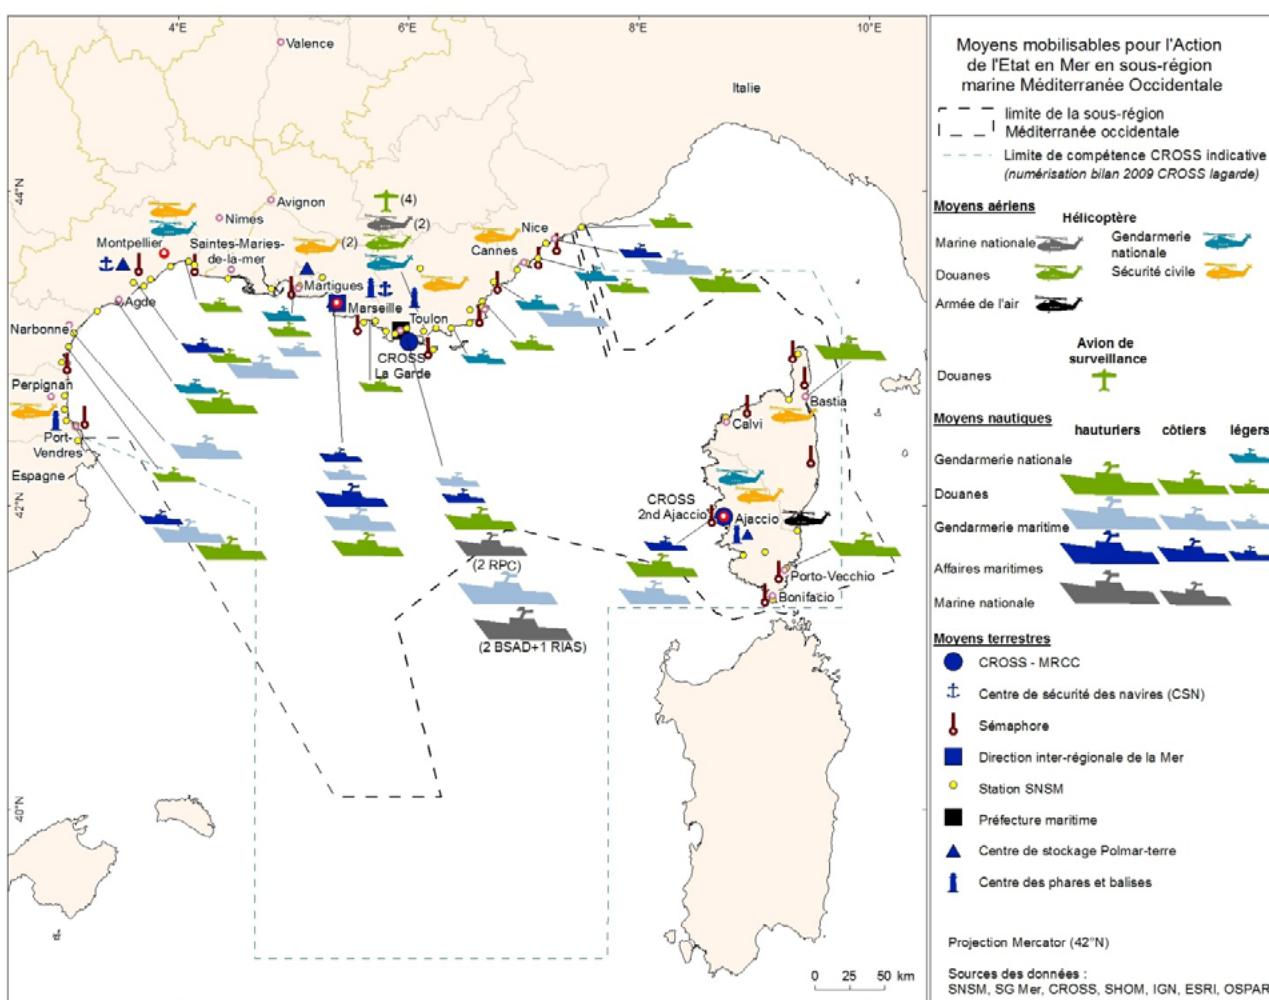 4°E
6°E
8°E
10°E
44°N
42°N
40°N
Valence
Italie
Avignon
Nimes
(4)
(2)
(2)
Montpellier
Saintes-Maries-
de-la-mer
Nice
Cannes
Martigues
Agde
Marseille
Toulon
Narbonne
CROSS
La Garde
Perpignan
Bastia
Calvi
Port-
Vendres
Espagne
CROSS
2nd Ajaccio
Ajaccio
(2 RPC)
Porto-Vecchio
Bonifacio
(2 BSAD+1 RIAS)
0 25 50 km
Moyens mobilisables pour l'Action
de l'Etat en Mer en sous-région
marine Méditerranée Occidentale
limite de la sous-région
Méditerranée occidentale
Limite de compétence CROSS indicative
(numérisation bilan 2009 CROSS lagarde)
Moyens aériens
Hélicoptère
Marine nationale
Gendarmerie
nationale
Douanes
Sécurité civile
Armée de l'air
Avion de
surveillance
Douanes
Moyens nautiques
hauturiers côtiers légers
Gendarmerie nationale
Douanes
Gendarmerie maritime
Affaires maritimes
Marine nationale
Moyens terrestres
CROSS - MRCC
Centre de sécurité des navires (CSN)
Sémaphore
Direction inter-régionale de la Mer
Station SNSM
Préfecture maritime
Centre de stockage Polmar-terre
Centre des phares et balises
Projection Mercator (42°N)
Sources des données :
SNSM, SG Mer, CROSS, SHOM, IGN, ESRI, OSPAR